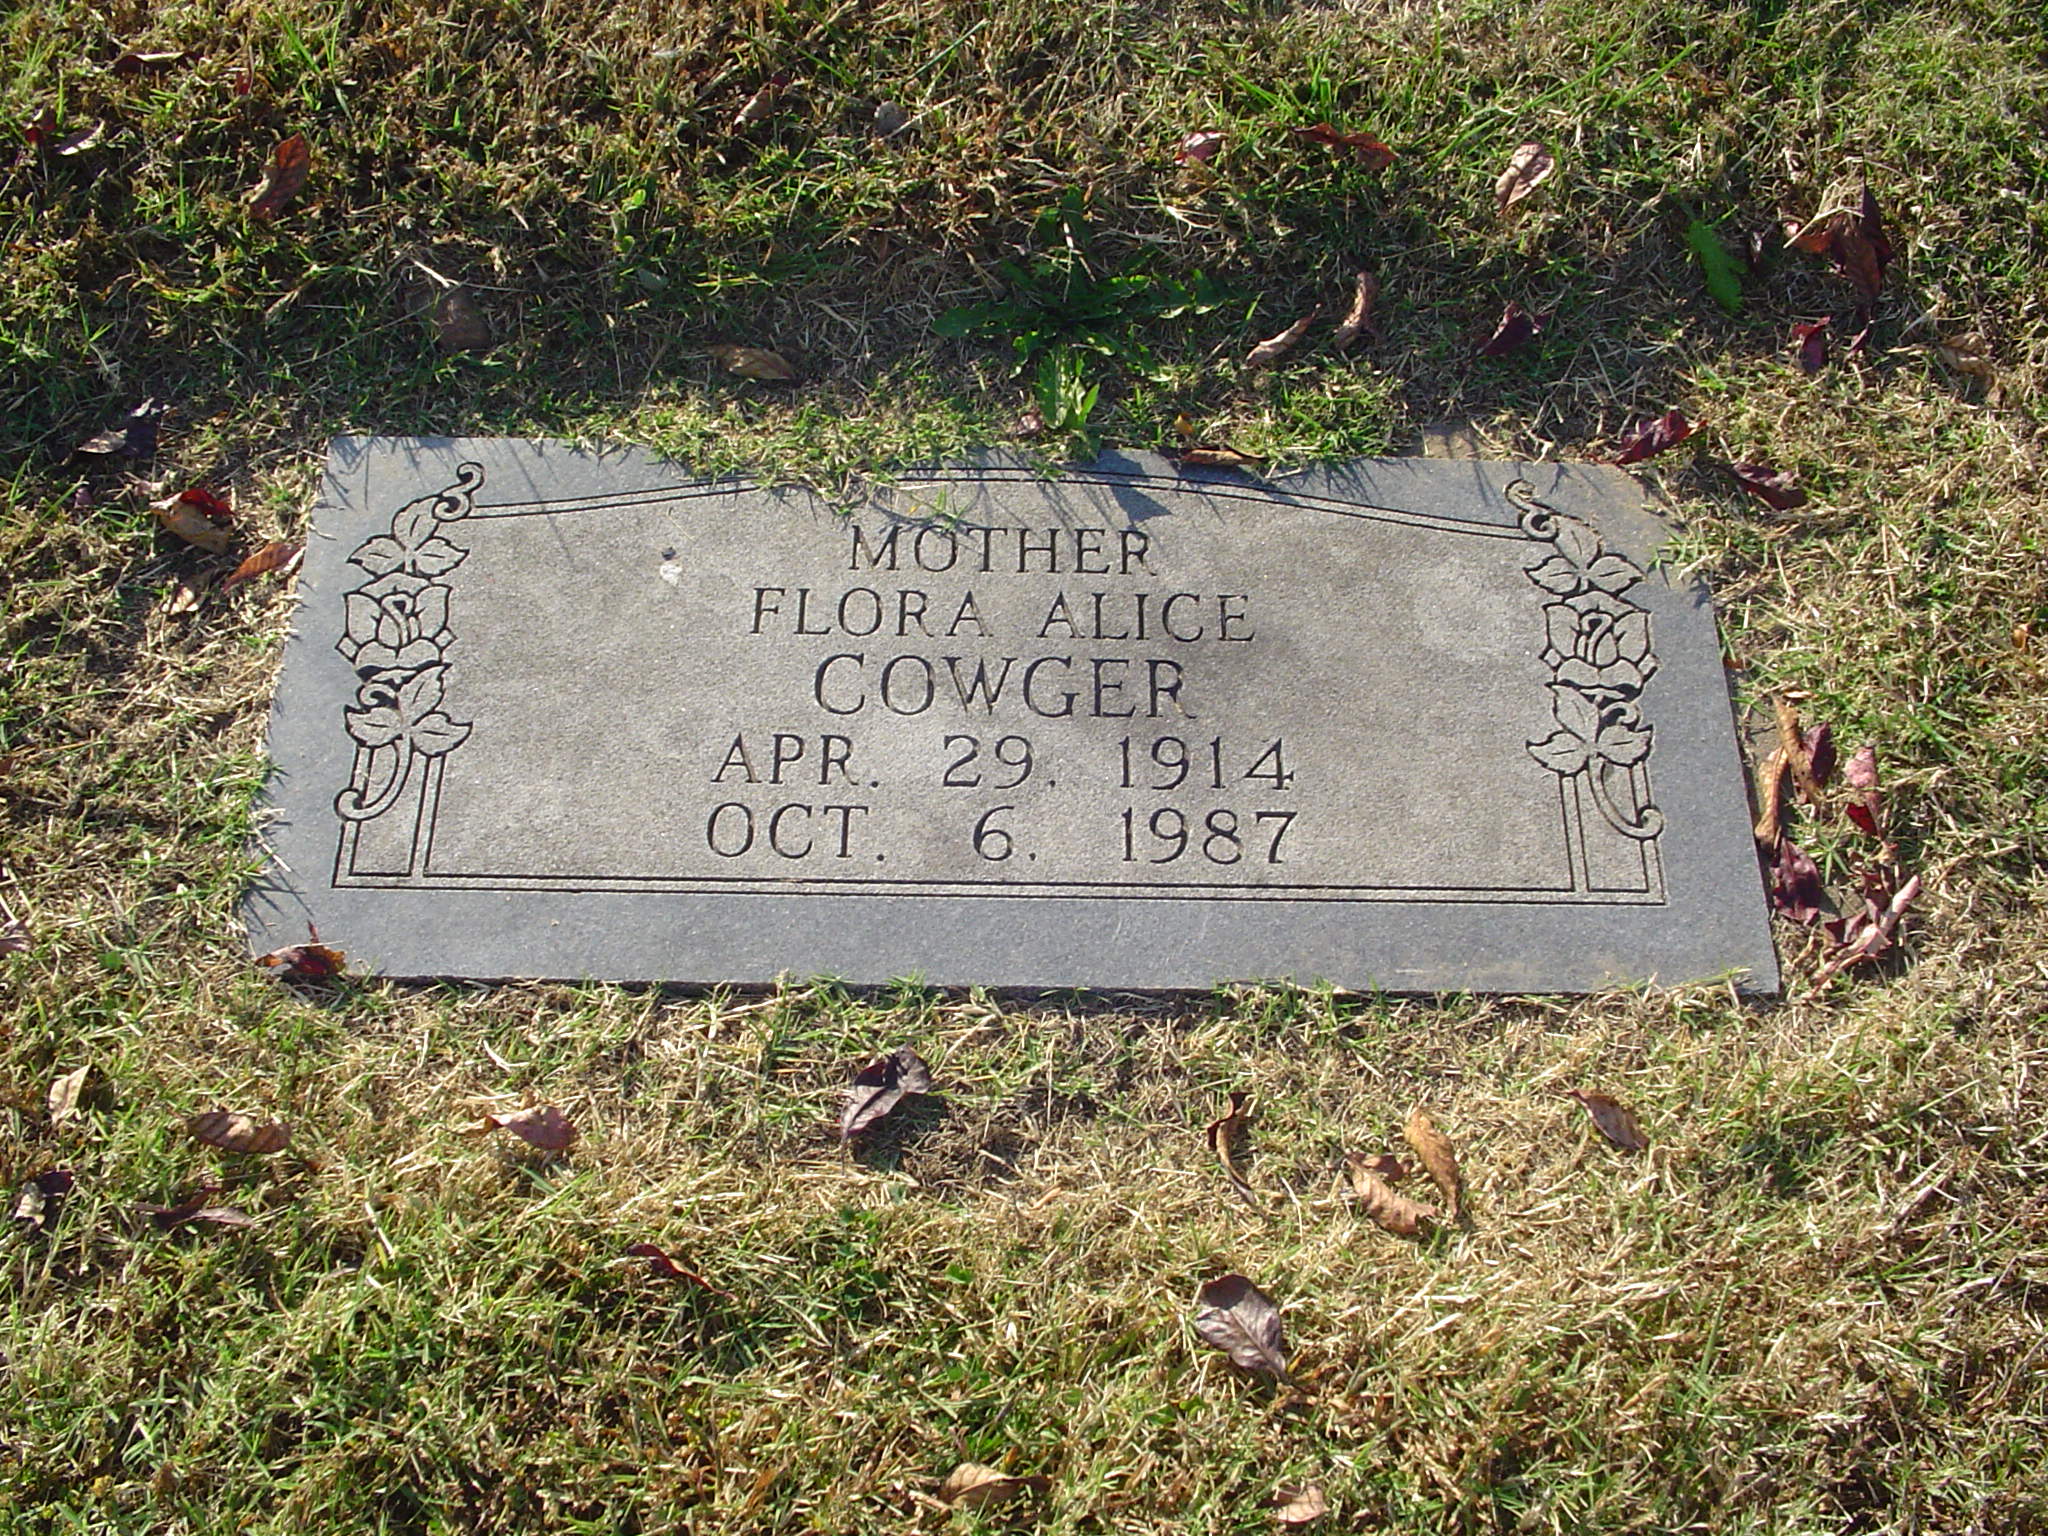 MOTHER
FLORA ALICE
COWGER
APR. 29. 1914
OCT. 6. 1987